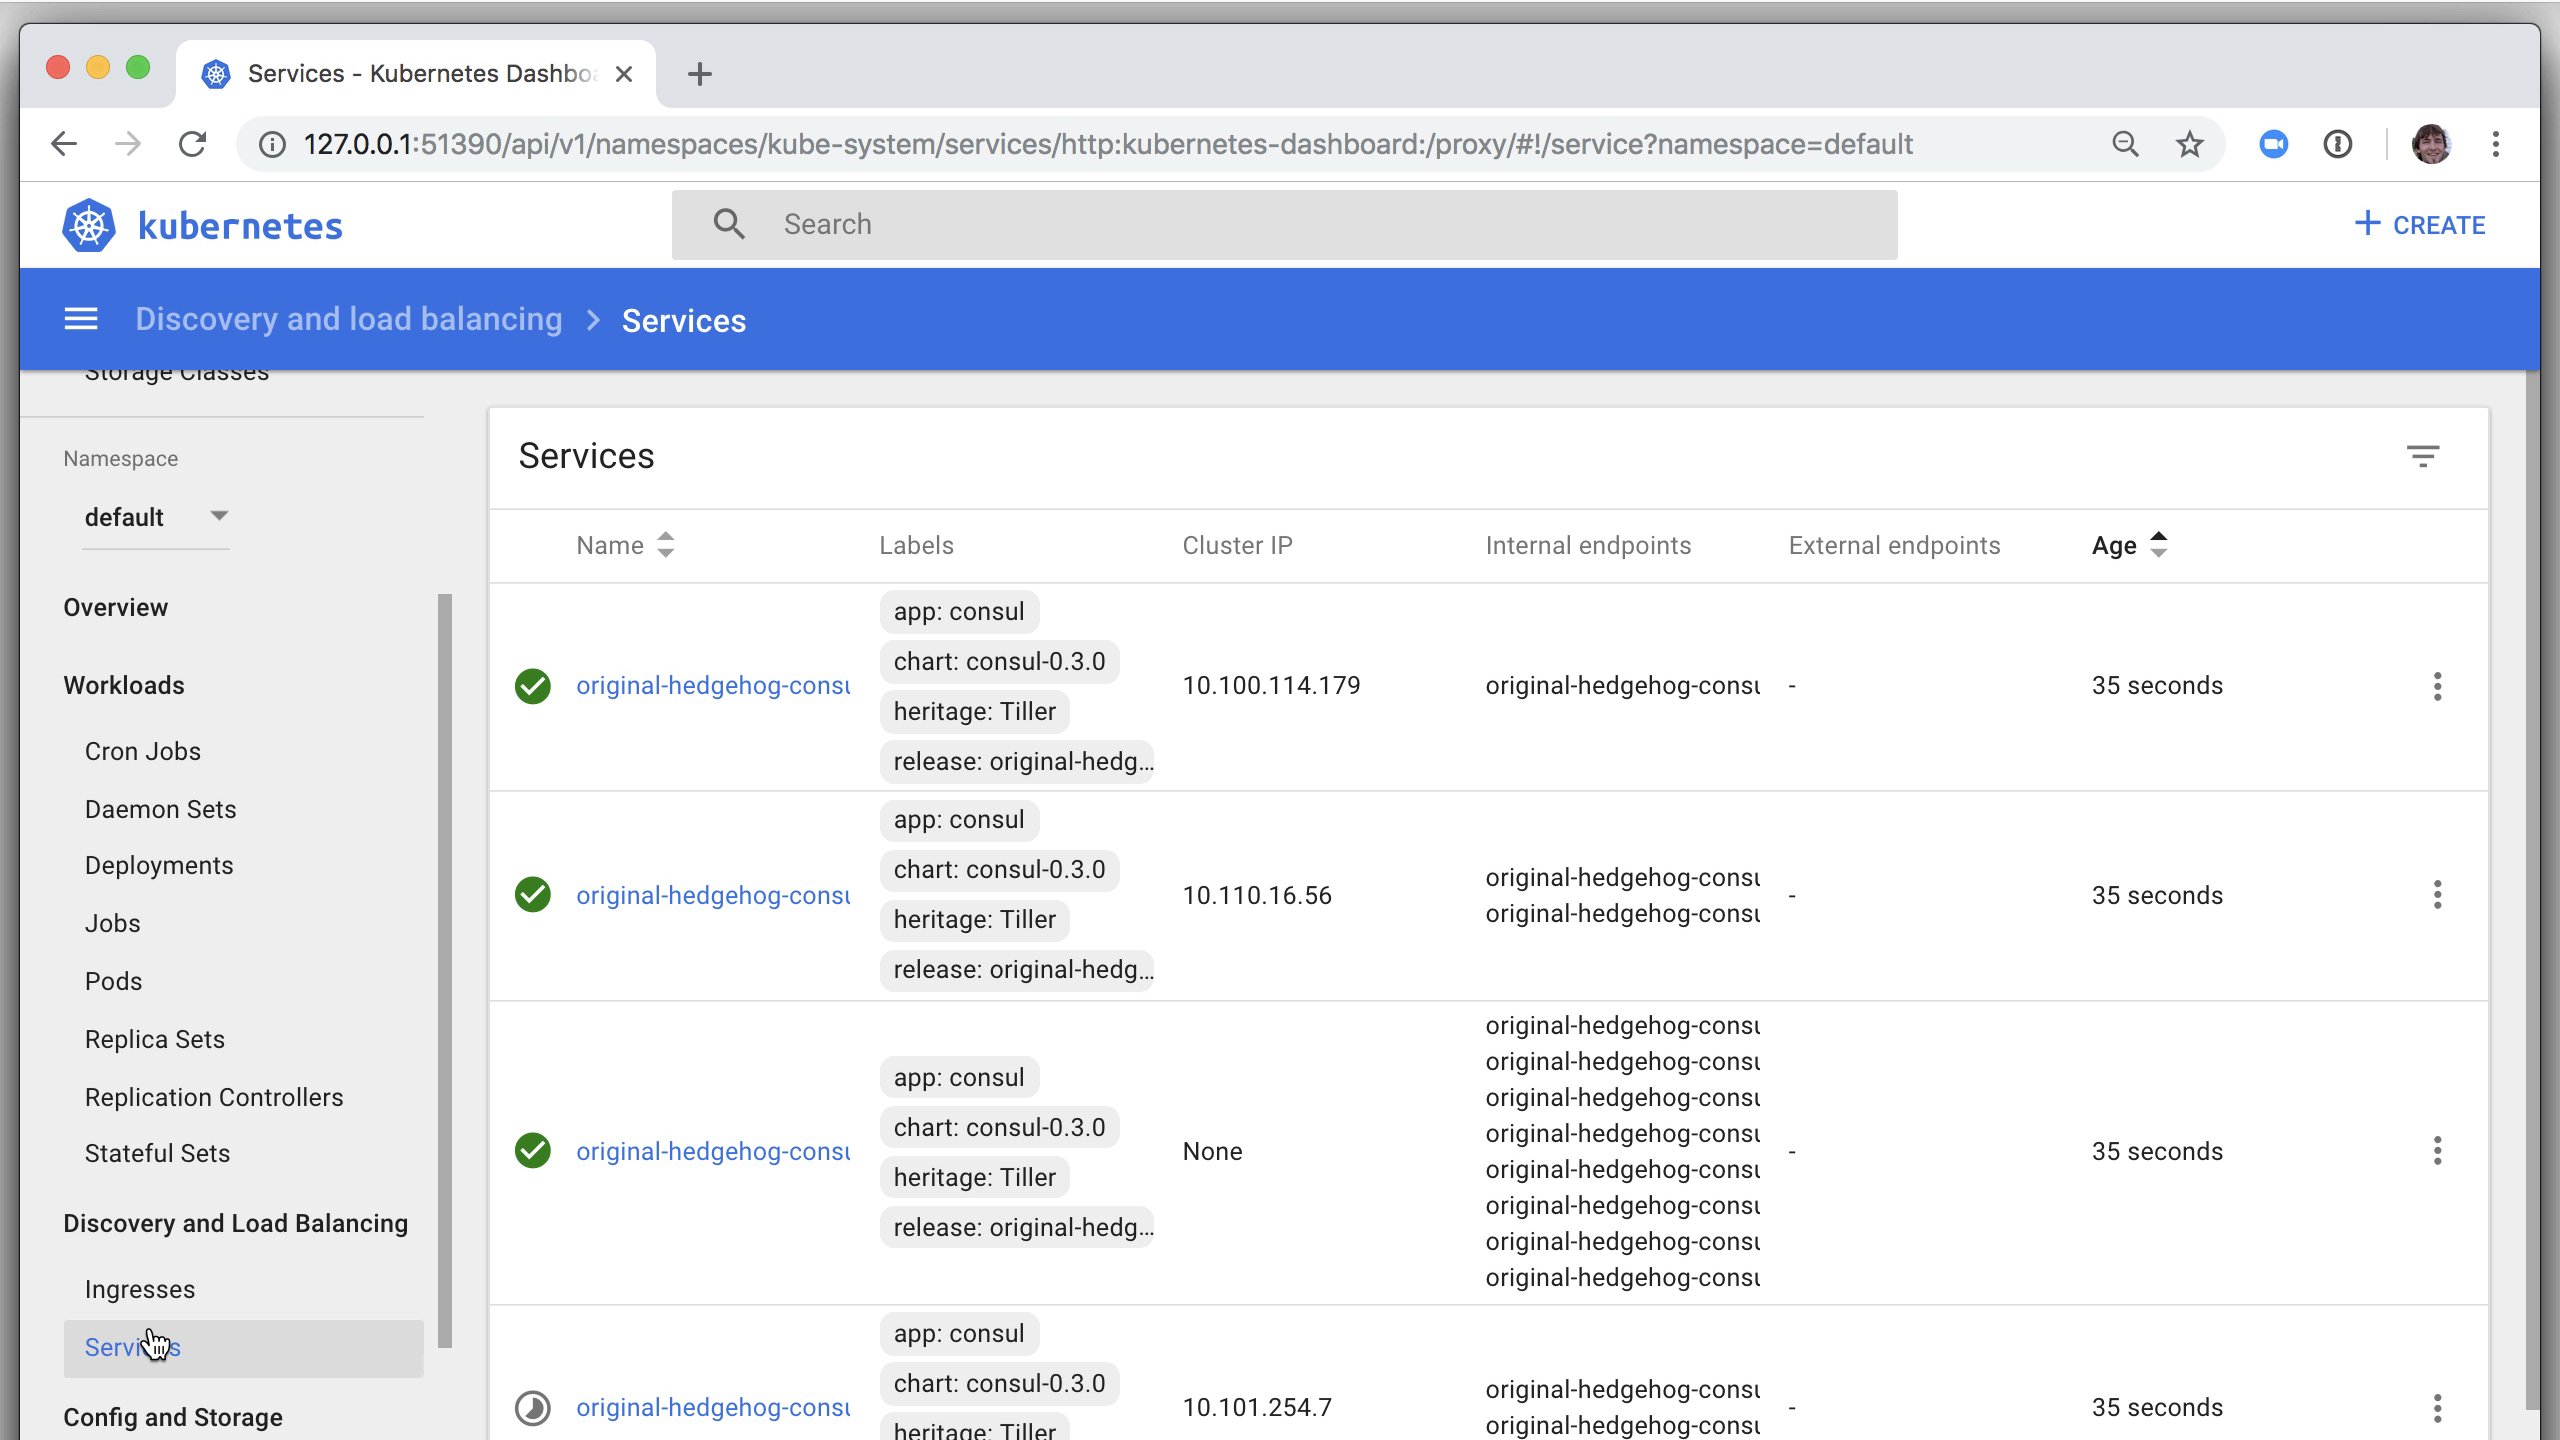 Services - Kubernetes Dashboa
127.0.0.1:51390/api/v1/namespaces/kube-system/services/http:kubernetes-dashboard:/proxy/#!/service?namespace=default
kubernetes
Search
+ CREATE
Discovery and load balancing > Services
Storage Classes
Namespace
default
Overview
Workloads
Cron Jobs
Daemon Sets
Deployments
Jobs
Pods
Replica Sets
Replication Controllers
Stateful Sets
Discovery and Load Balancing
Ingresses
Services
Config and Storage
Services
Name Labels Cluster IP Internal endpoints External endpoints Age
app: consul
chart: consul-0.3.0
original-hedgehog-consu 10.100.114.179 original-hedgehog-consu - 35 seconds
heritage: Tiller
release: original-hedg...
app: consul
chart: consul-0.3.0
original-hedgehog-consu
original-hedgehog-consu 10.110.16.56 - 35 seconds
original-hedgehog-consu
heritage: Tiller
release: original-hedg...
original-hedgehog-consu
original-hedgehog-consu
app: consul
original-hedgehog-consu
chart: consul-0.3.0
original-hedgehog-consu
original-hedgehog-consu None - 35 seconds
original-hedgehog-consu
heritage: Tiller
original-hedgehog-consu
release: original-hedg...
original-hedgehog-consu
original-hedgehog-consu
app: consul
chart: consul-0.3.0
original-hedgehog-consu
original-hedgehog-consu 10.101.254.7 - 35 seconds
original-hedgehog-consu
heritage: Tiller